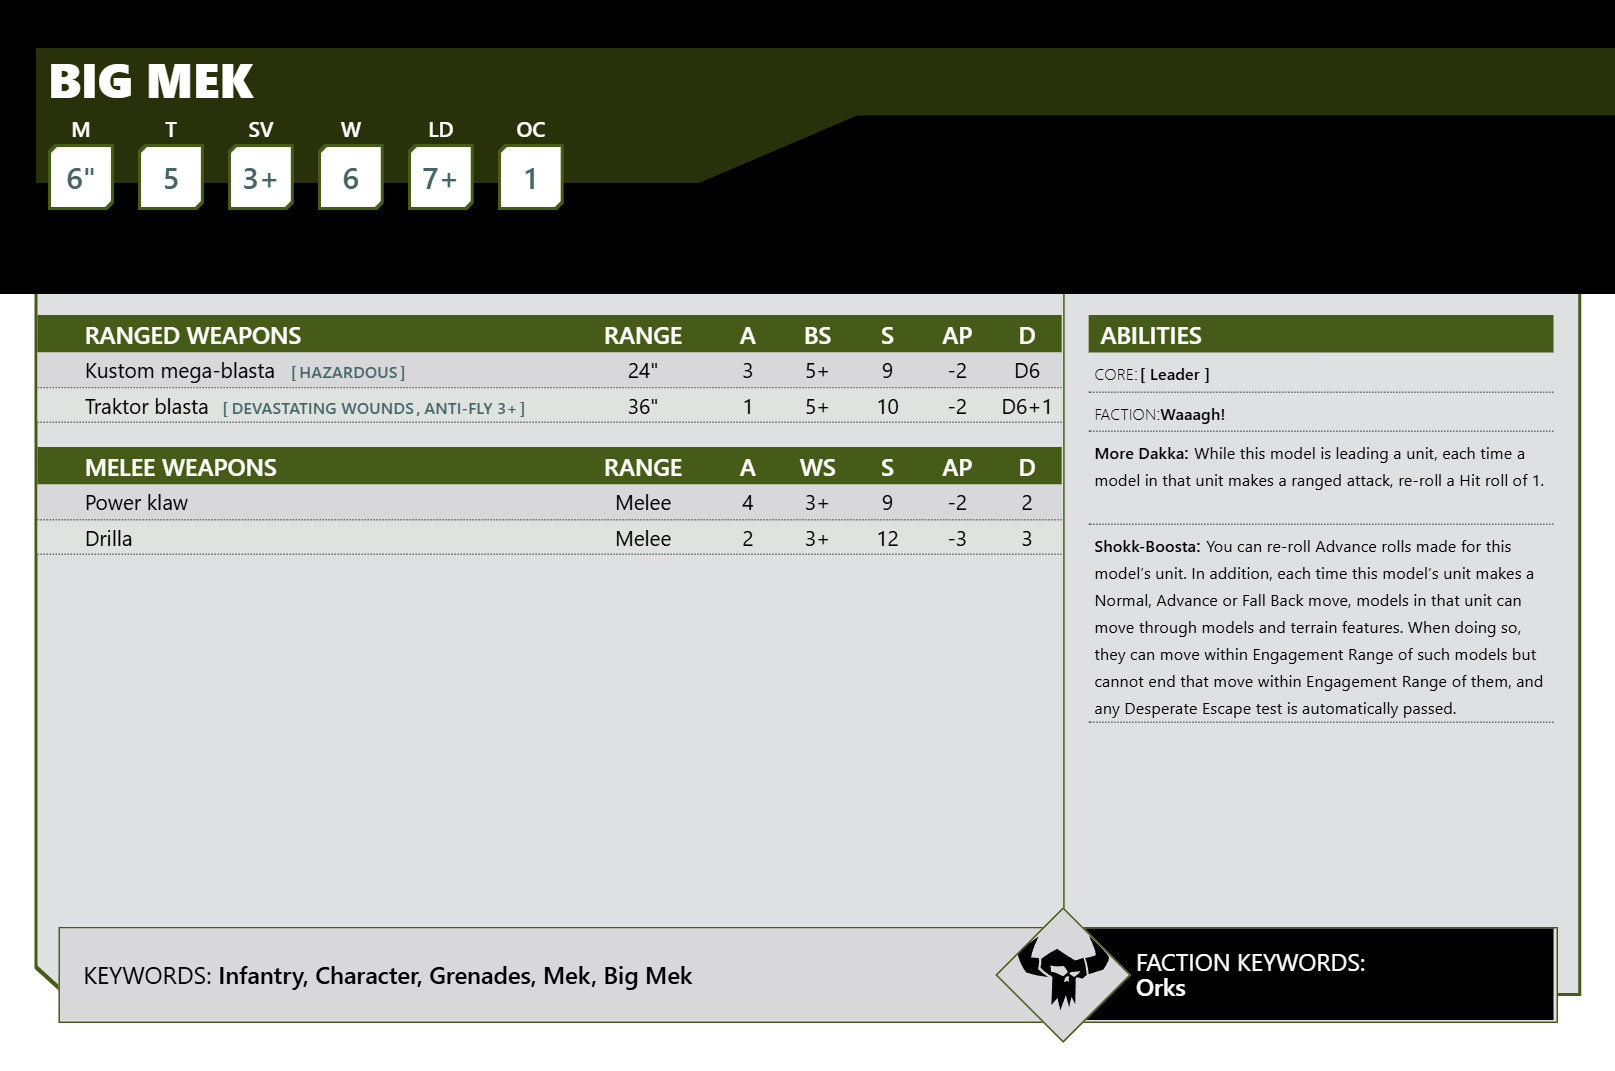 BIG MEK
M T SV W LD OC
6" 5 3+ 6 7+ 1
RANGED WEAPONS RANGE A BS S AP D
Kustom mega-blasta [ HAZARDOUS ] 24" 3 5+ 9 -2 D6
Traktor blasta [ DEVASTATING WOUNDS , ANTI-FLY 3+ ] 36" 1 5+ 10 -2 D6+1
MELEE WEAPONS RANGE A WS S AP D
Power klaw Melee 4 3+ 9 -2 2
Drilla Melee 2 3+ 12 -3 3
ABILITIES
CORE: [ Leader ]
FACTION: Waaagh!
More Dakka: While this model is leading a unit, each time a
model in that unit makes a ranged attack, re-roll a Hit roll of 1.
Shokk-Boosta: You can re-roll Advance rolls made for this
model’s unit. In addition, each time this model’s unit makes a
Normal, Advance or Fall Back move, models in that unit can
move through models and terrain features. When doing so,
they can move within Engagement Range of such models but
cannot end that move within Engagement Range of them, and
any Desperate Escape test is automatically passed.
KEYWORDS: Infantry, Character, Grenades, Mek, Big Mek
FACTION KEYWORDS:
Orks